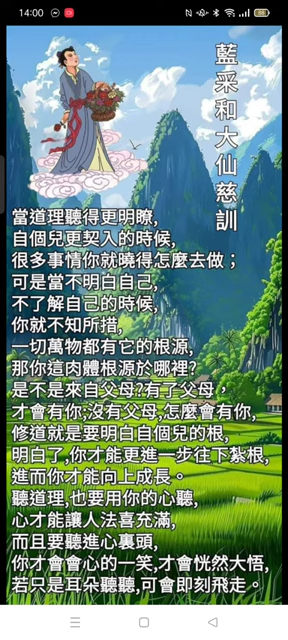 14:00
藍采和大仙慈訓
當道理聽得更明瞭,
自個兒更契入的時候,
很多事情你就曉得怎麼去做；
可是當不明白自己,
不了解自己的時候,
你就不知所措,
一切萬物都有它的根源,
那你這肉體根源於哪裡?
是不是來自父母?有了父母，
才會有你;沒有父母,怎麼會有你,
修道就是要明白自個兒的根,
明白了,你才能更進一步往下紮根,
進而你才能向上成長。
聽道理,也要用你的心聽,
心才能讓人法喜充滿,
而且要聽進心裏頭,
你才會會心的一笑,才會恍然大悟,
若只是耳朵聽聽,可會即刻飛走。